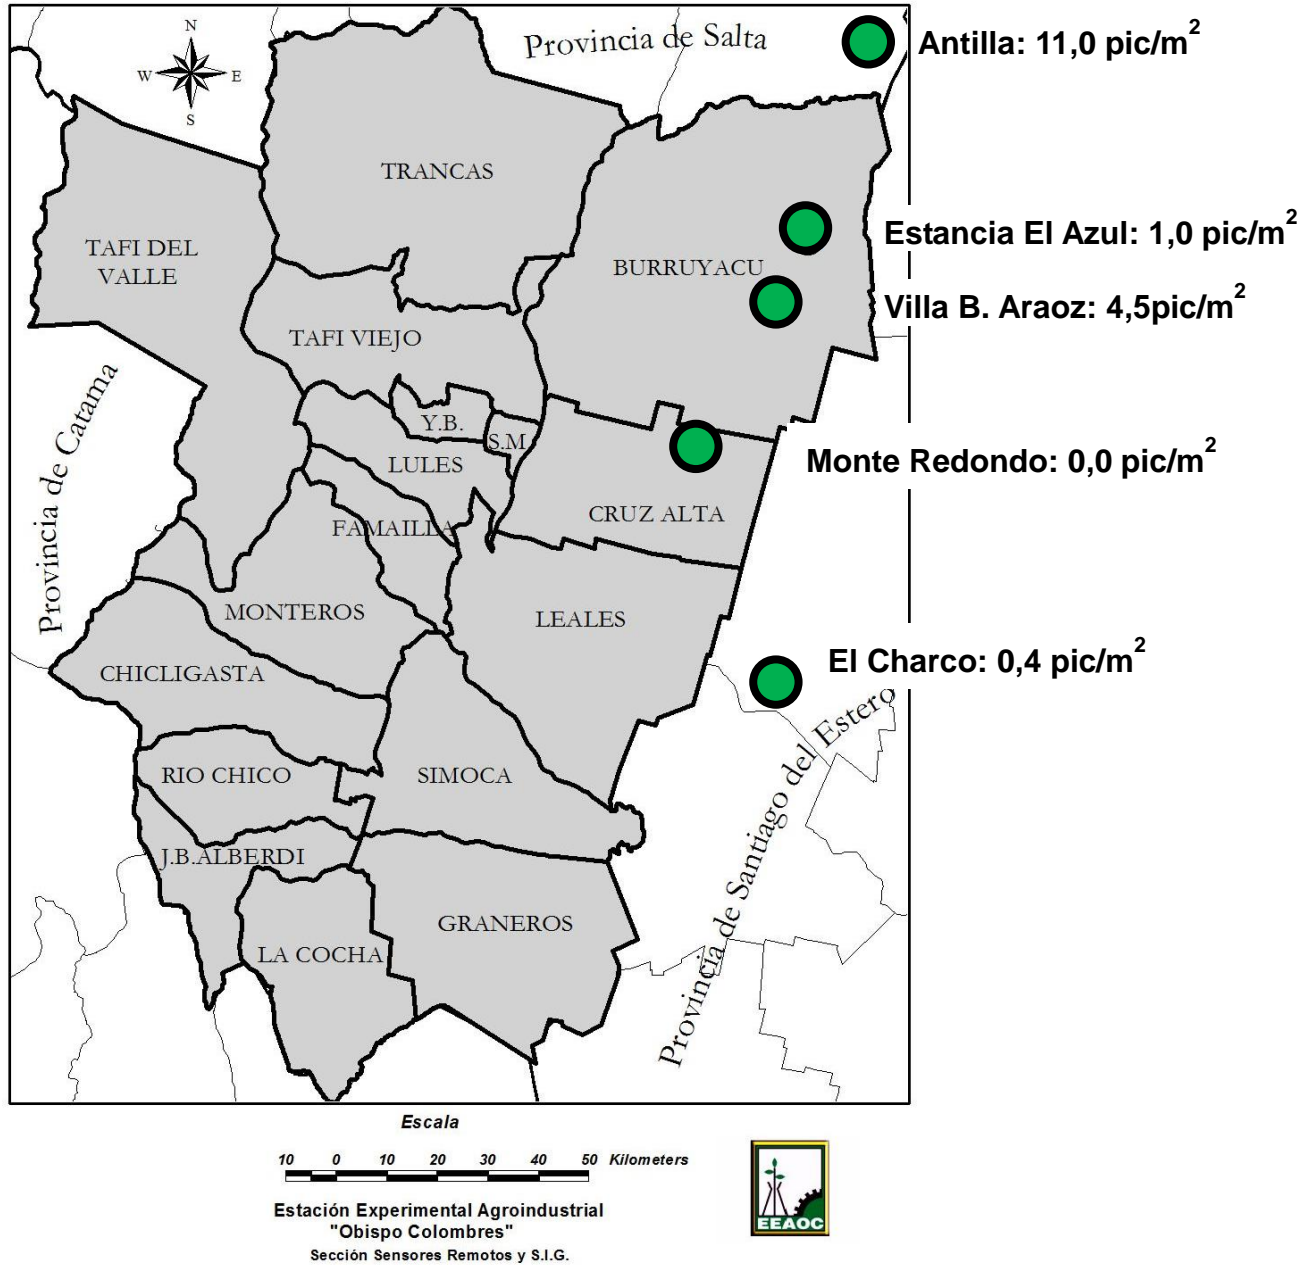 N
W E
S
Provincia de Salta
Antilla: 11,0 pic/m²
TRANCAS
TAFI DEL
VALLE
Estancia El Azul: 1,0 pic/m²
BURRUYACU
Villa B. Araoz: 4,5pic/m²
TAFI VIEJO
Provincia de Catama
Y.B.
S.M.
LULES
Monte Redondo: 0,0 pic/m²
CRUZ ALTA
FAMAILLA
MONTEROS
LEALES
El Charco: 0,4 pic/m²
CHICLIGASTA
Provincia de Santiago del Estero
RIO CHICO
SIMOCA
J.B.ALBERDI
GRANEROS
LA COCHA
Escala
10 0 10 20 30 40 50 Kilometers
Estación Experimental Agroindustrial
"Obispo Colombres"
Sección Sensores Remotos y S.I.G.
EEAOC